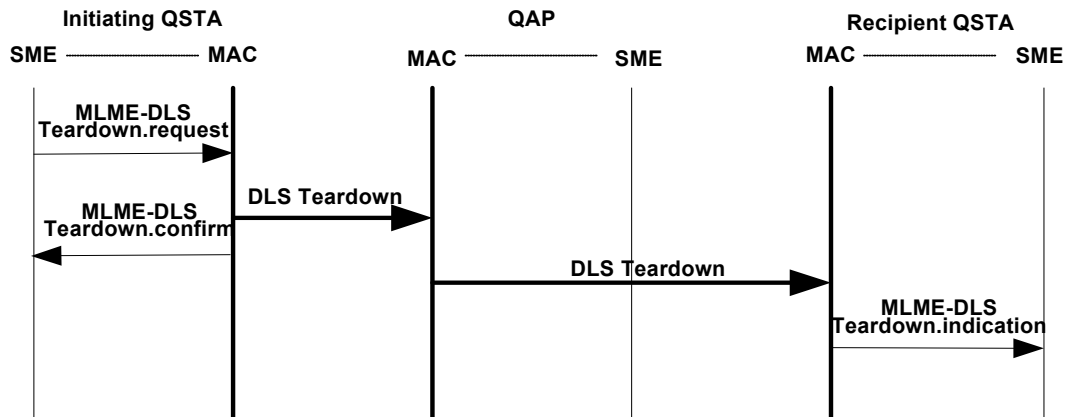 Initiating QSTA
QAP
Recipient QSTA
SME
MAC
MAC
SME
MAC
SME
MLME-DLS
Teardown.request
DLS Teardown
MLME-DLS
Teardown.confirm
DLS Teardown
MLME-DLS
Teardown.indication